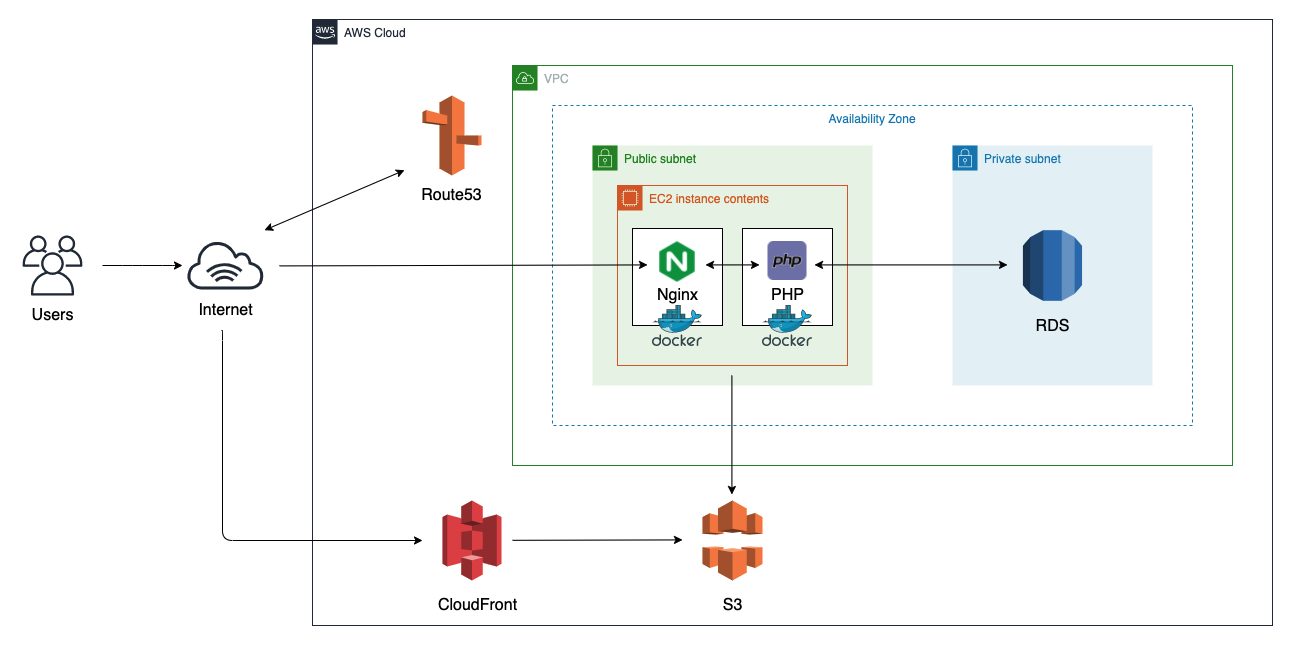 aws
AWS Cloud
VPC
Availability Zone
Public subnet
Private subnet
EC2 instance contents
Route53
N
php
Nginx
PHP
docker
docker
RDS
Users
Internet
CloudFront
S3